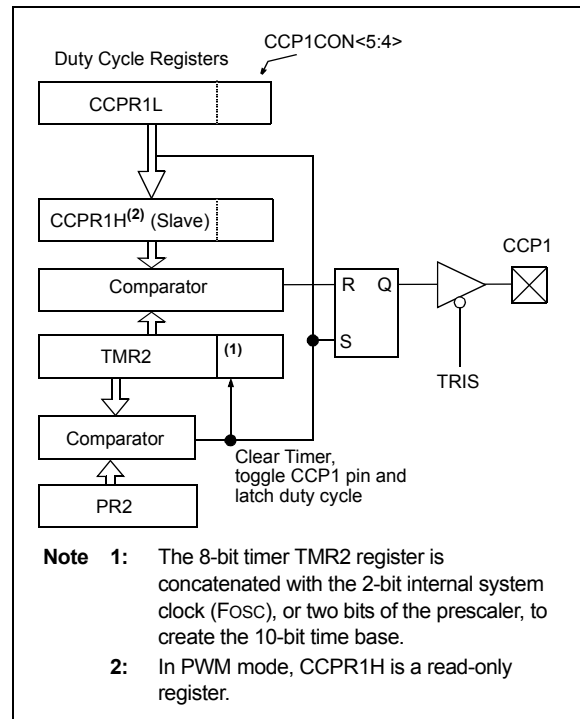 CCP1CON<5:4>
Duty Cycle Registers
CCPR1L
CCPR1H(2) (Slave)
CCP1
Comparator
R Q
S
TMR2 (1)
TRIS
Comparator
Clear Timer,
toggle CCP1 pin and
latch duty cycle
PR2
Note 1: The 8-bit timer TMR2 register is
concatenated with the 2-bit internal system
clock (FOSC), or two bits of the prescaler, to
create the 10-bit time base.
2: In PWM mode, CCPR1H is a read-only
register.